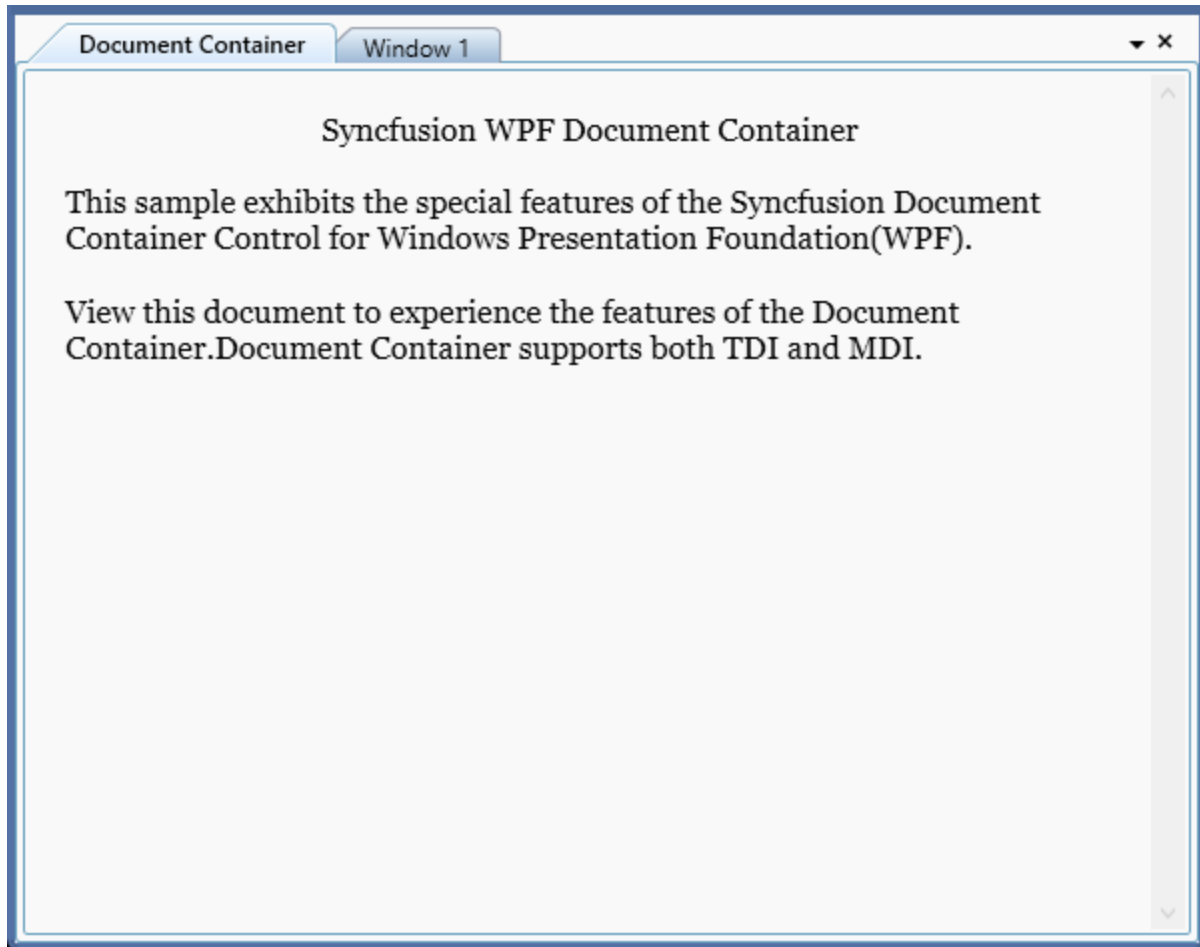 Document Container
Window 1
Syncfusion WPF Document Container
This sample exhibits the special features of the Syncfusion Document
Container Control for Windows Presentation Foundation(WPF).
View this document to experience the features of the Document
Container.Document Container supports both TDI and MDI.